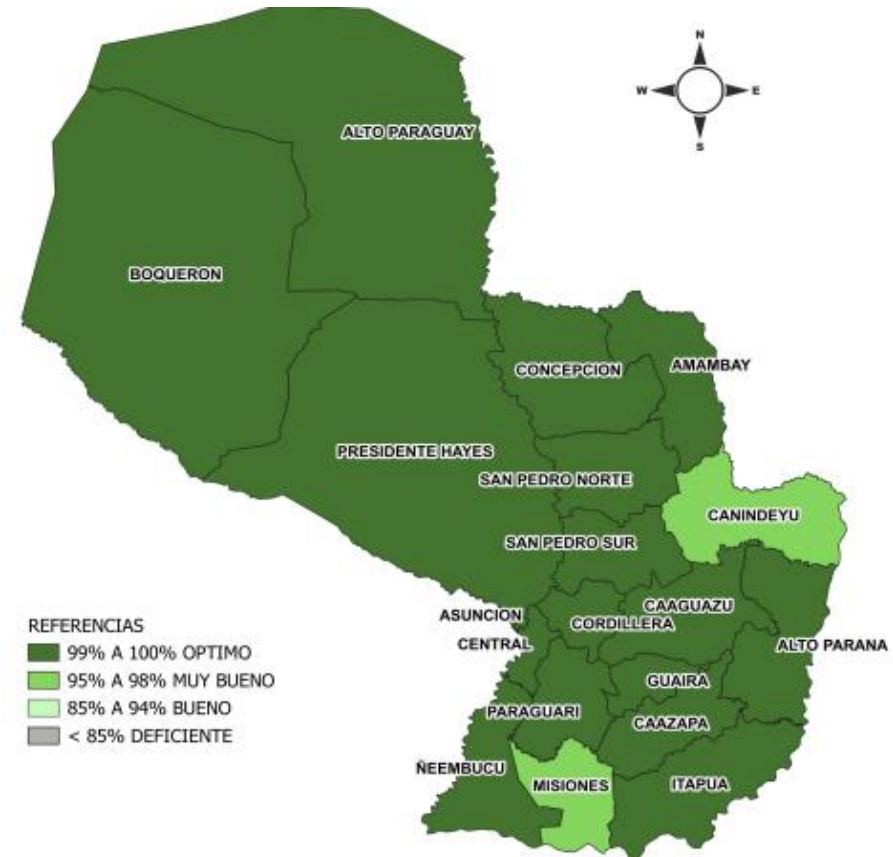 N
W E
S
ALTO PARAGUAY
BOQUERON
CONCEPCION
AMAMBAY
PRESIDENTE HAYES
SAN PEDRO NORTE
CANINDEYU
SAN PEDRO SUR
CAAGUAZU
ASUNCION
CORDILLERA
CENTRAL
ALTO PARANA
GUAIRA
PARAGUARI
CAAZAPA
ÑEEMBUCU
MISIONES
ITAPUA
REFERENCIAS
99% A 100% OPTIMO
95% A 98% MUY BUENO
85% A 94% BUENO
< 85% DEFICIENTE